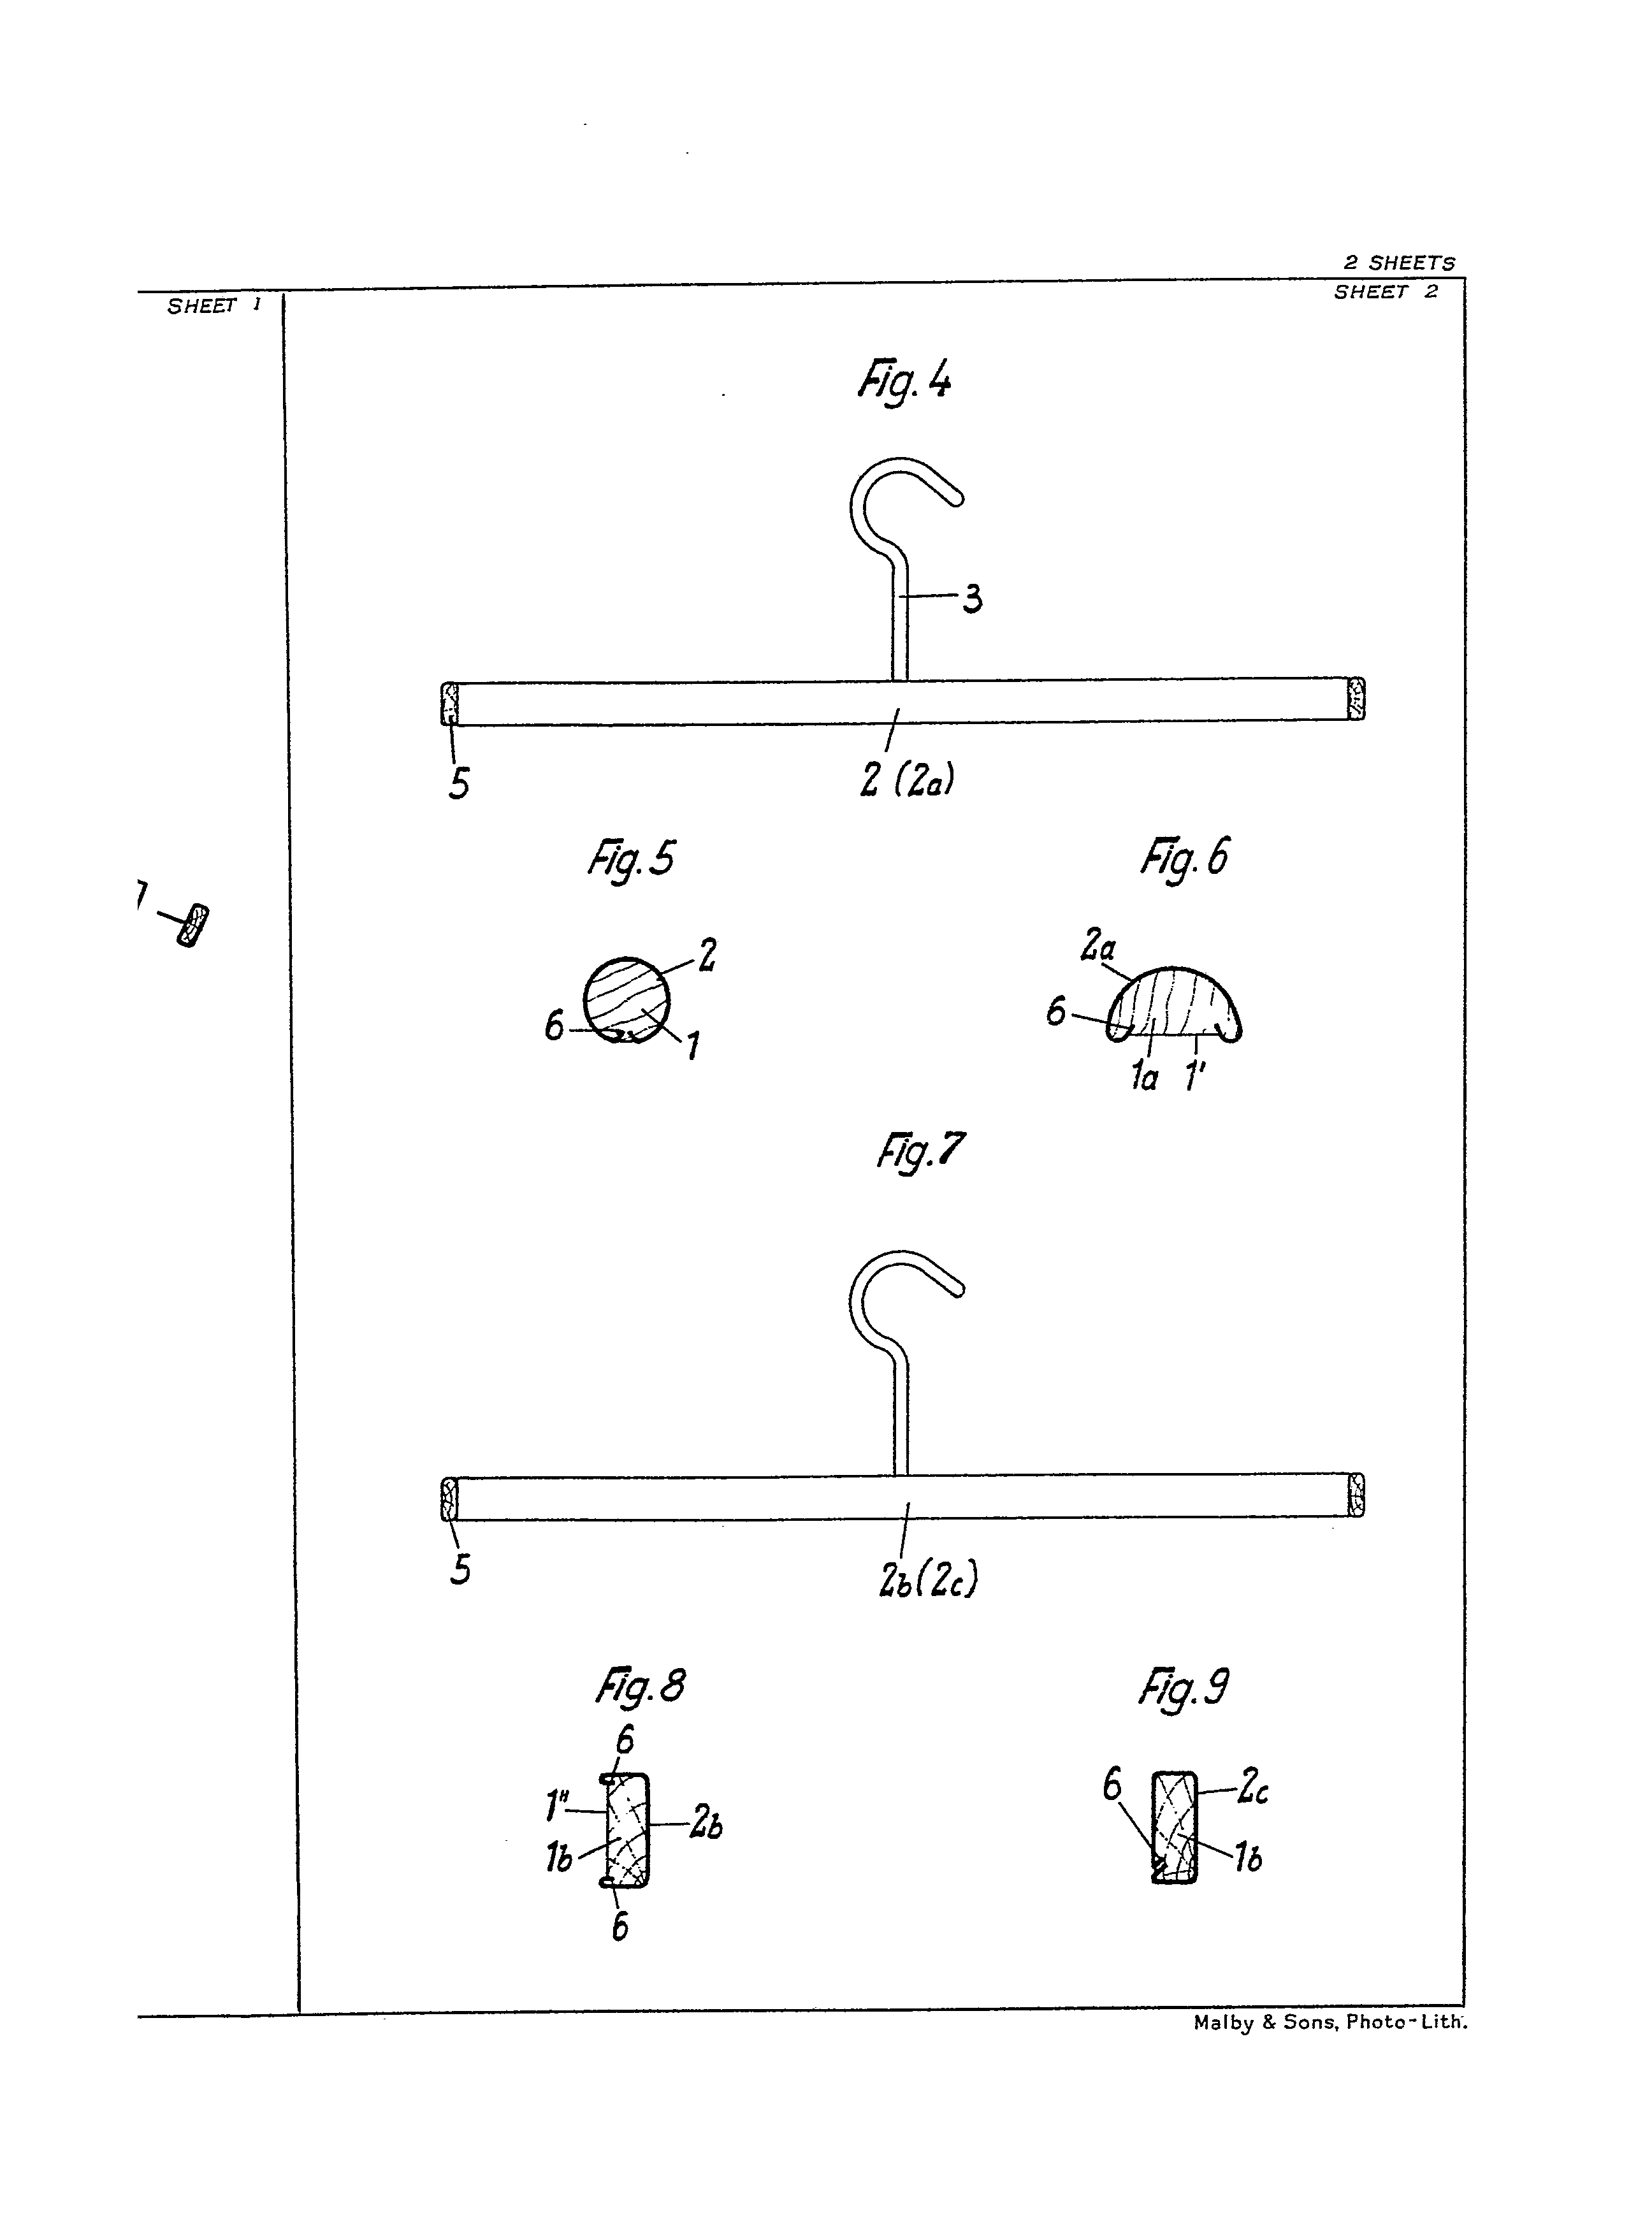 2 SHEETS
SHEET 1
SHEET 2
Fig. 4
3
5
2 (2a)
Fig. 5
Fig. 6
2
6
1
2a
6
1a 1'
Fig. 7
5
2b (2c)
Fig. 8
Fig. 9
6
1"
2b
1b
6
6
2c
1b
Malby & Sons, Photo-Lith.